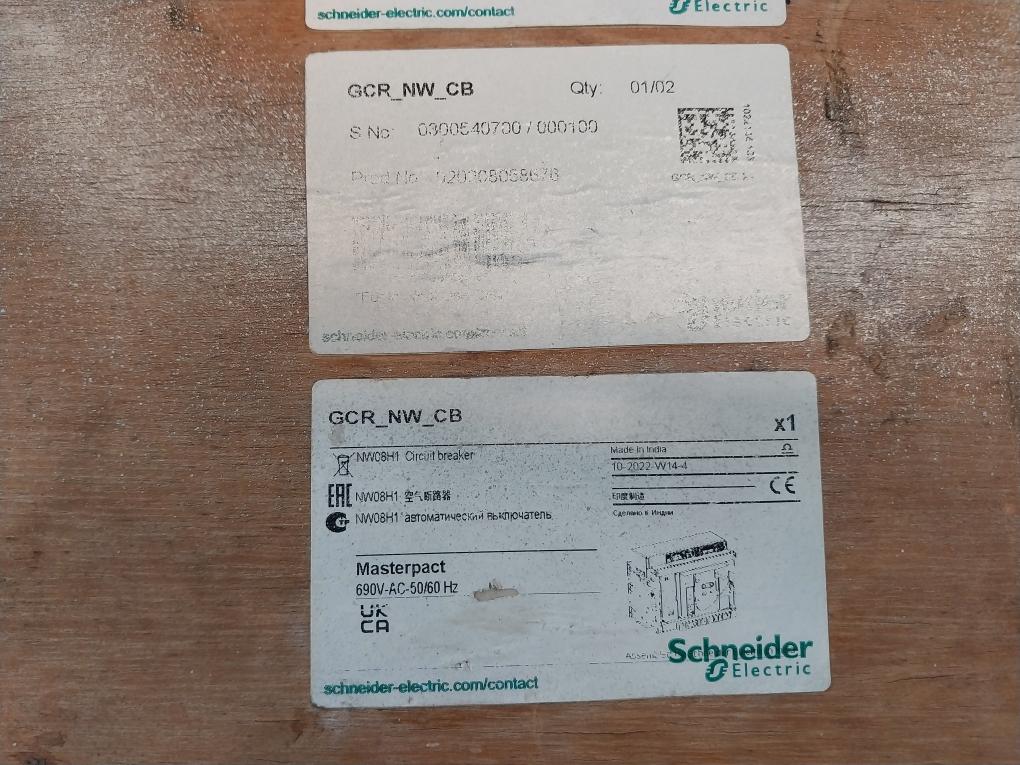 schneider-electric.com/contact
Electric
GCR_NW_CB Qty: 01/02
S No: 0300540700 / 000100
Prod No
schneider-electric.com/contact
Schneider
Electric
GCR_NW_CB
x1
NW08H1 Circuit breaker
NW08H1 空气断路器
NW08H1 автоматический выключатель
Made in India
10-2022-W14-4
CE
印度制造
Сделано в Индии
EAC
Masterpact
690V-AC-50/60 Hz
UK
CA
Schneider
Electric
schneider-electric.com/contact